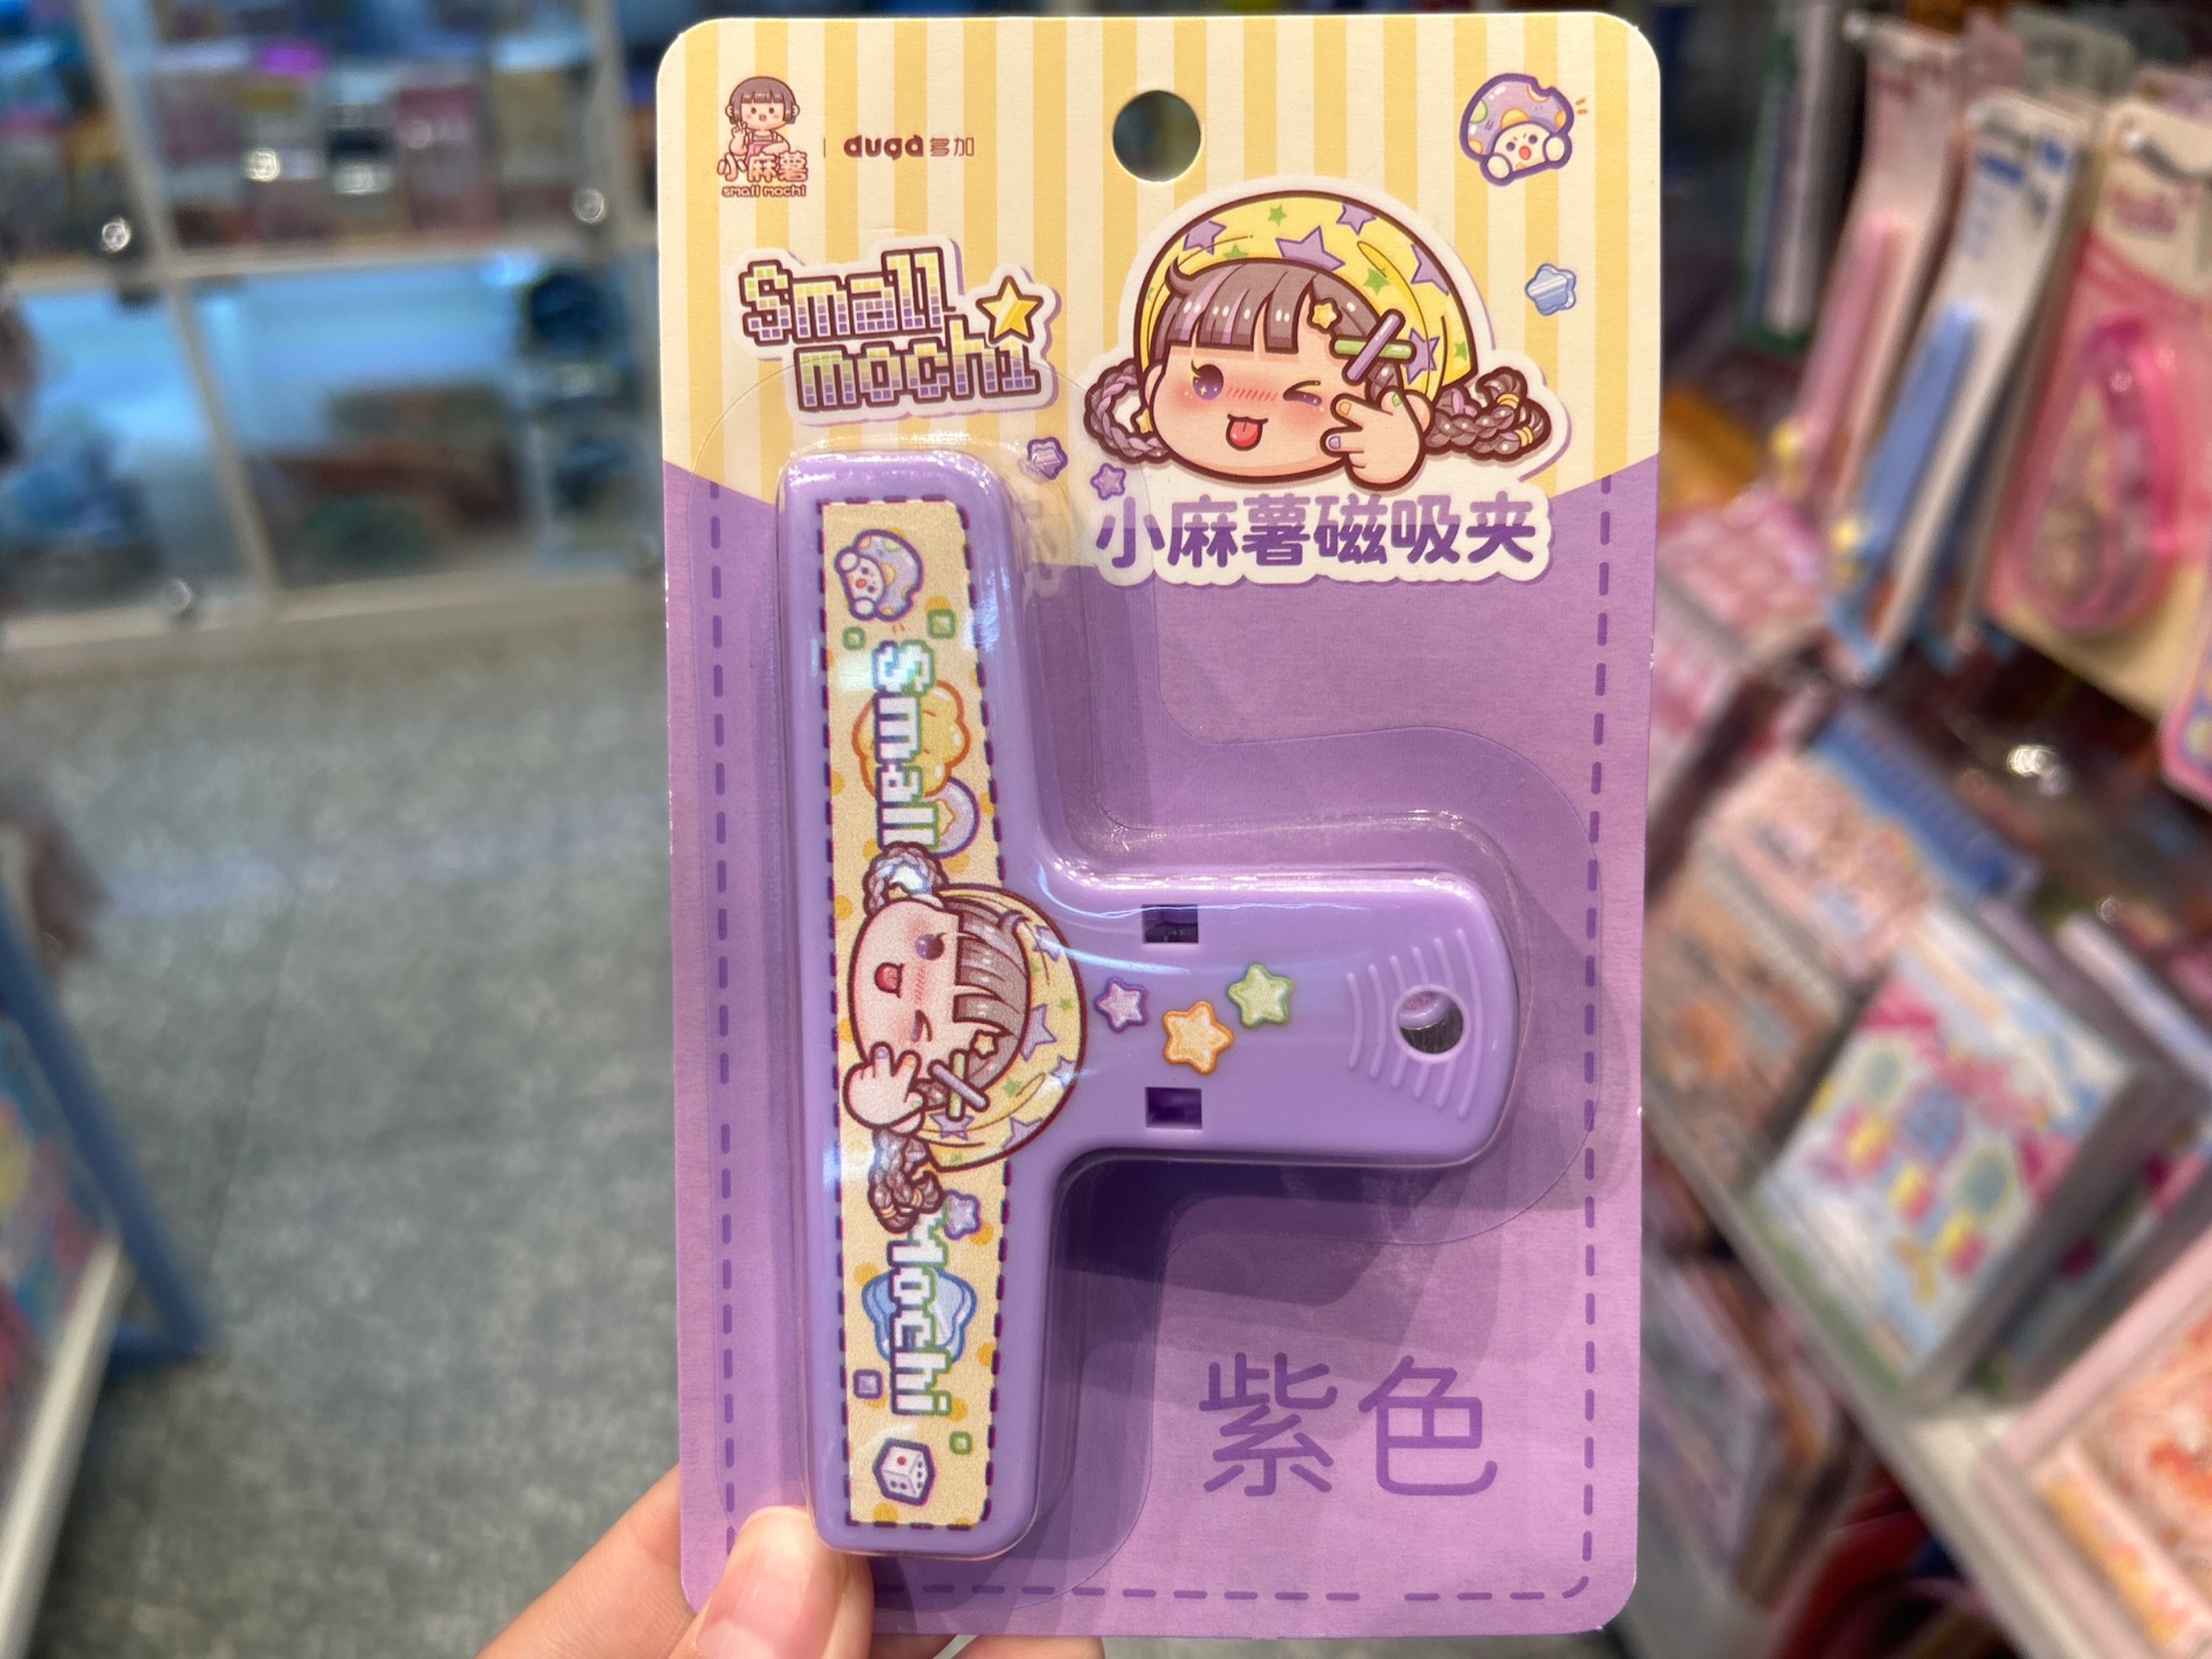 小麻薯
small mochi
duga 多加
Small
mochi
小麻薯磁吸夹
Small
Mochi
紫色